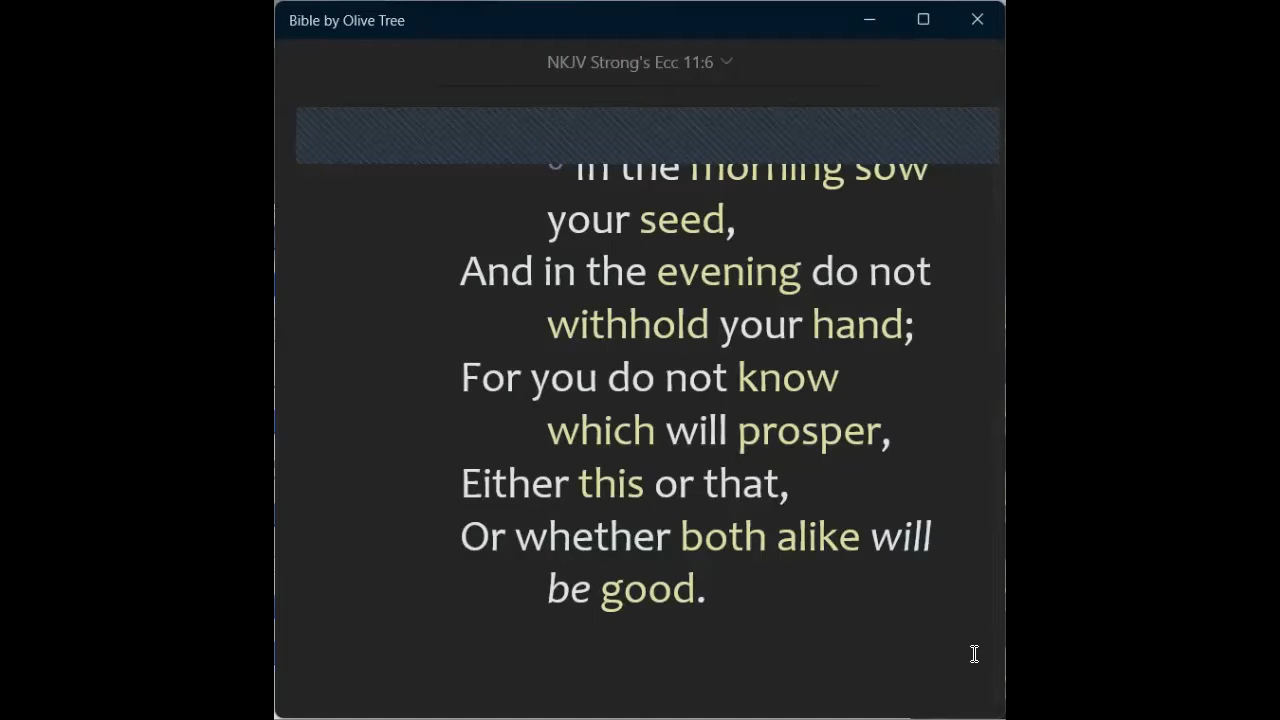 Bible by Olive Tree
NKJV Strong's Ecc 11:6
In the morning sow
your seed,
And in the evening do not
withhold your hand;
For you do not know
which will prosper,
Either this or that,
Or whether both alike will
be good.